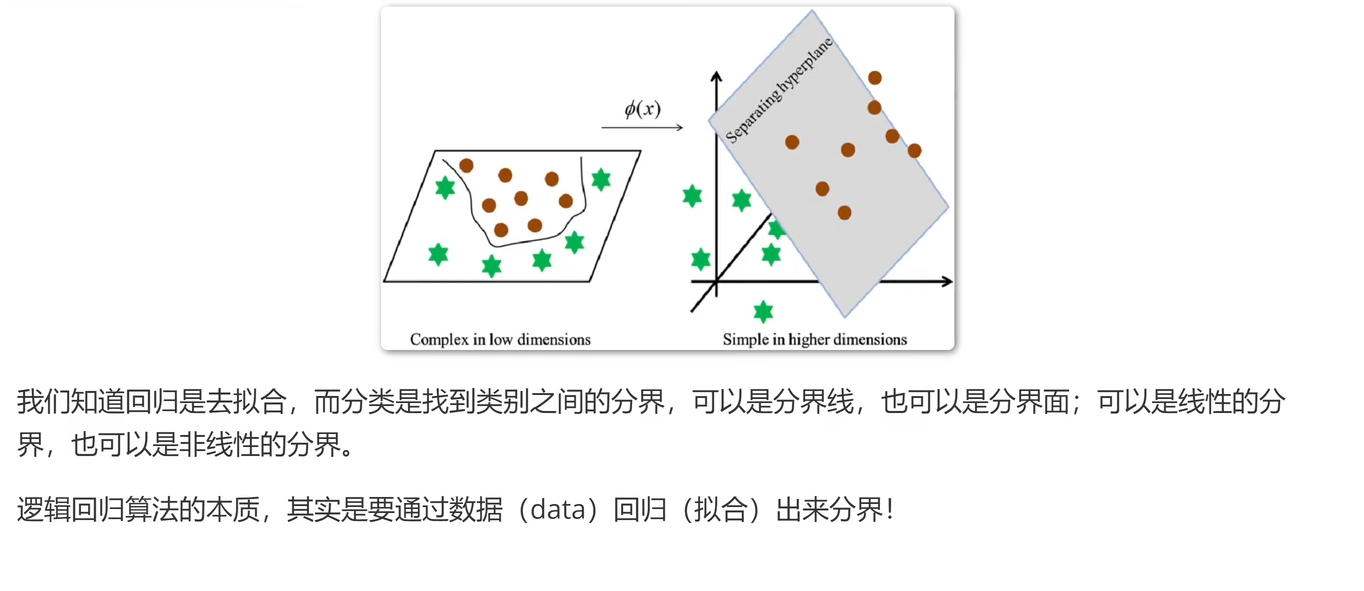 ϕ(x)
Separating hyperplane
Complex in low dimensions
Simple in higher dimensions
我们知道回归是去拟合，而分类是找到类别之间的分界，可以是分界线，也可以是分界面；可以是线性的分
界，也可以是非线性的分界。
逻辑回归算法的本质，其实是要通过数据（data）回归（拟合）出来分界！